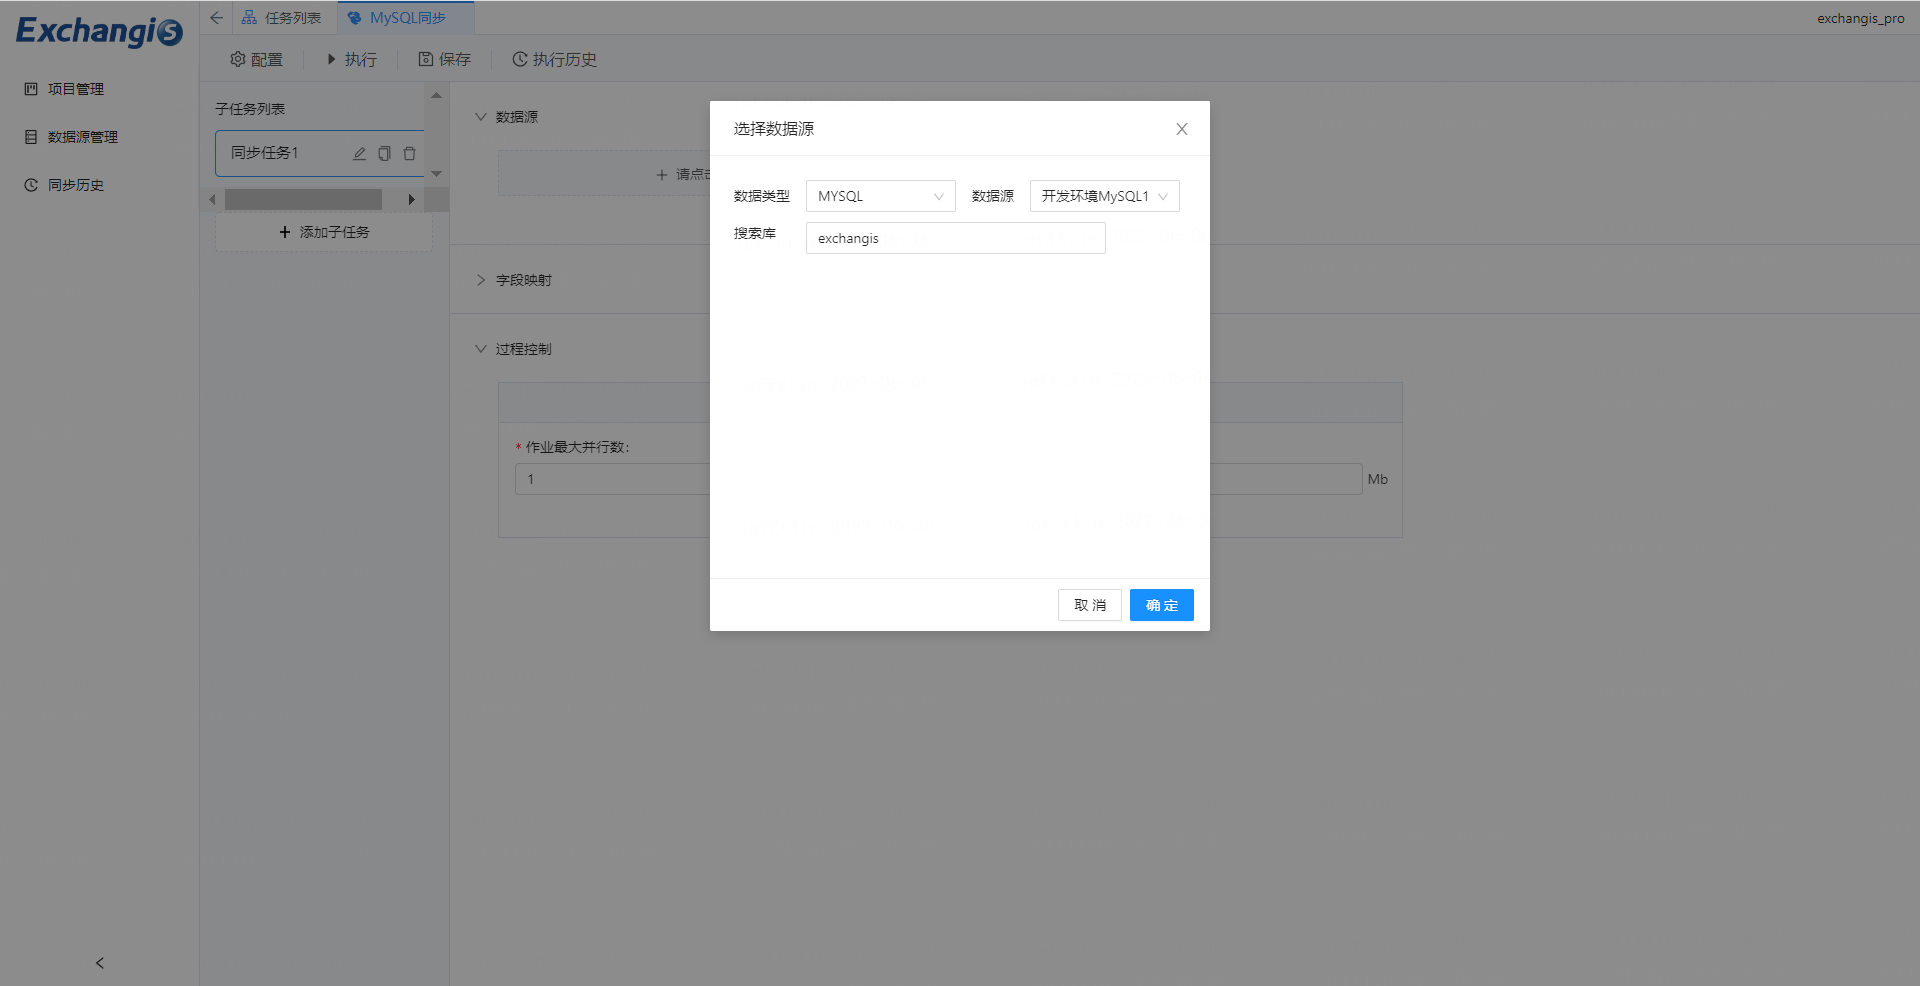 Exchangis
任务列表
MySQL同步
exchangis_pro
配置
执行
保存
执行历史
项目管理
数据源管理
同步历史
子任务列表
同步任务1
+ 添加子任务
数据源
+ 请点
字段映射
过程控制
* 作业最大并行数:
1
Mb
选择数据源
数据类型 MYSQL 数据源 开发环境MySQL1
搜索库 exchangis
取 消
确 定